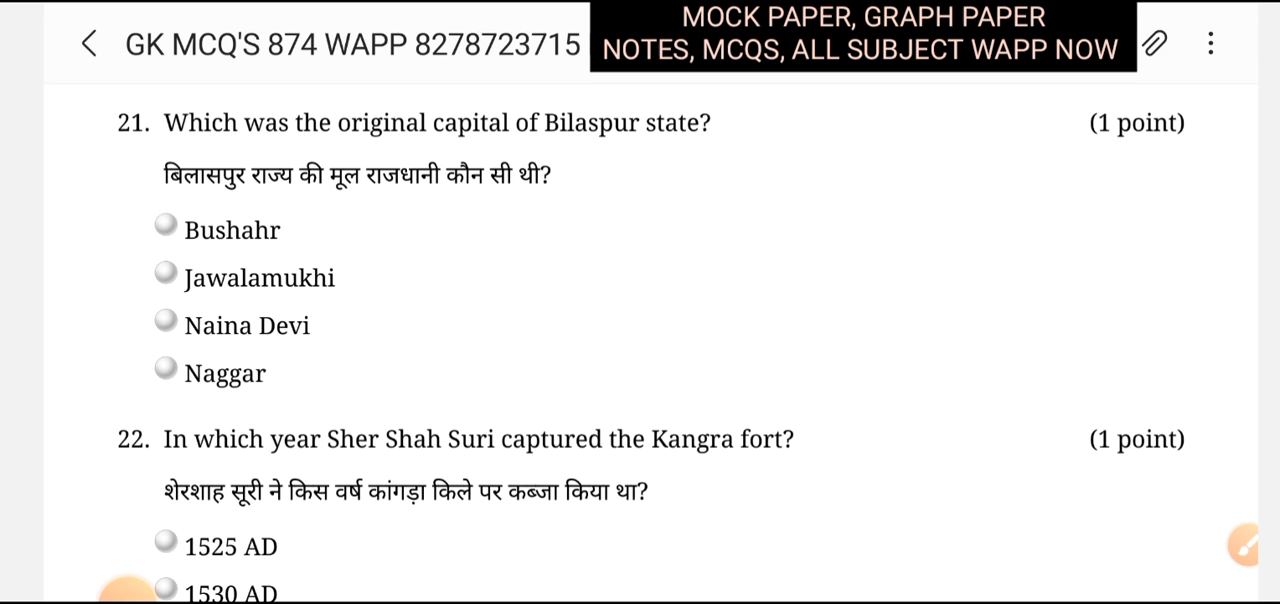 MOCK PAPER, GRAPH PAPER
GK MCQ'S 874 WAPP 8278723715 NOTES, MCQS, ALL SUBJECT WAPP NOW
21. Which was the original capital of Bilaspur state? (1 point)
बिलासपुर राज्य की मूल राजधानी कौन सी थी?
Bushahr
Jawalamukhi
Naina Devi
Naggar
22. In which year Sher Shah Suri captured the Kangra fort? (1 point)
शेरशाह सूरी ने किस वर्ष कांगड़ा किले पर कब्जा किया था?
1525 AD
1530 AD